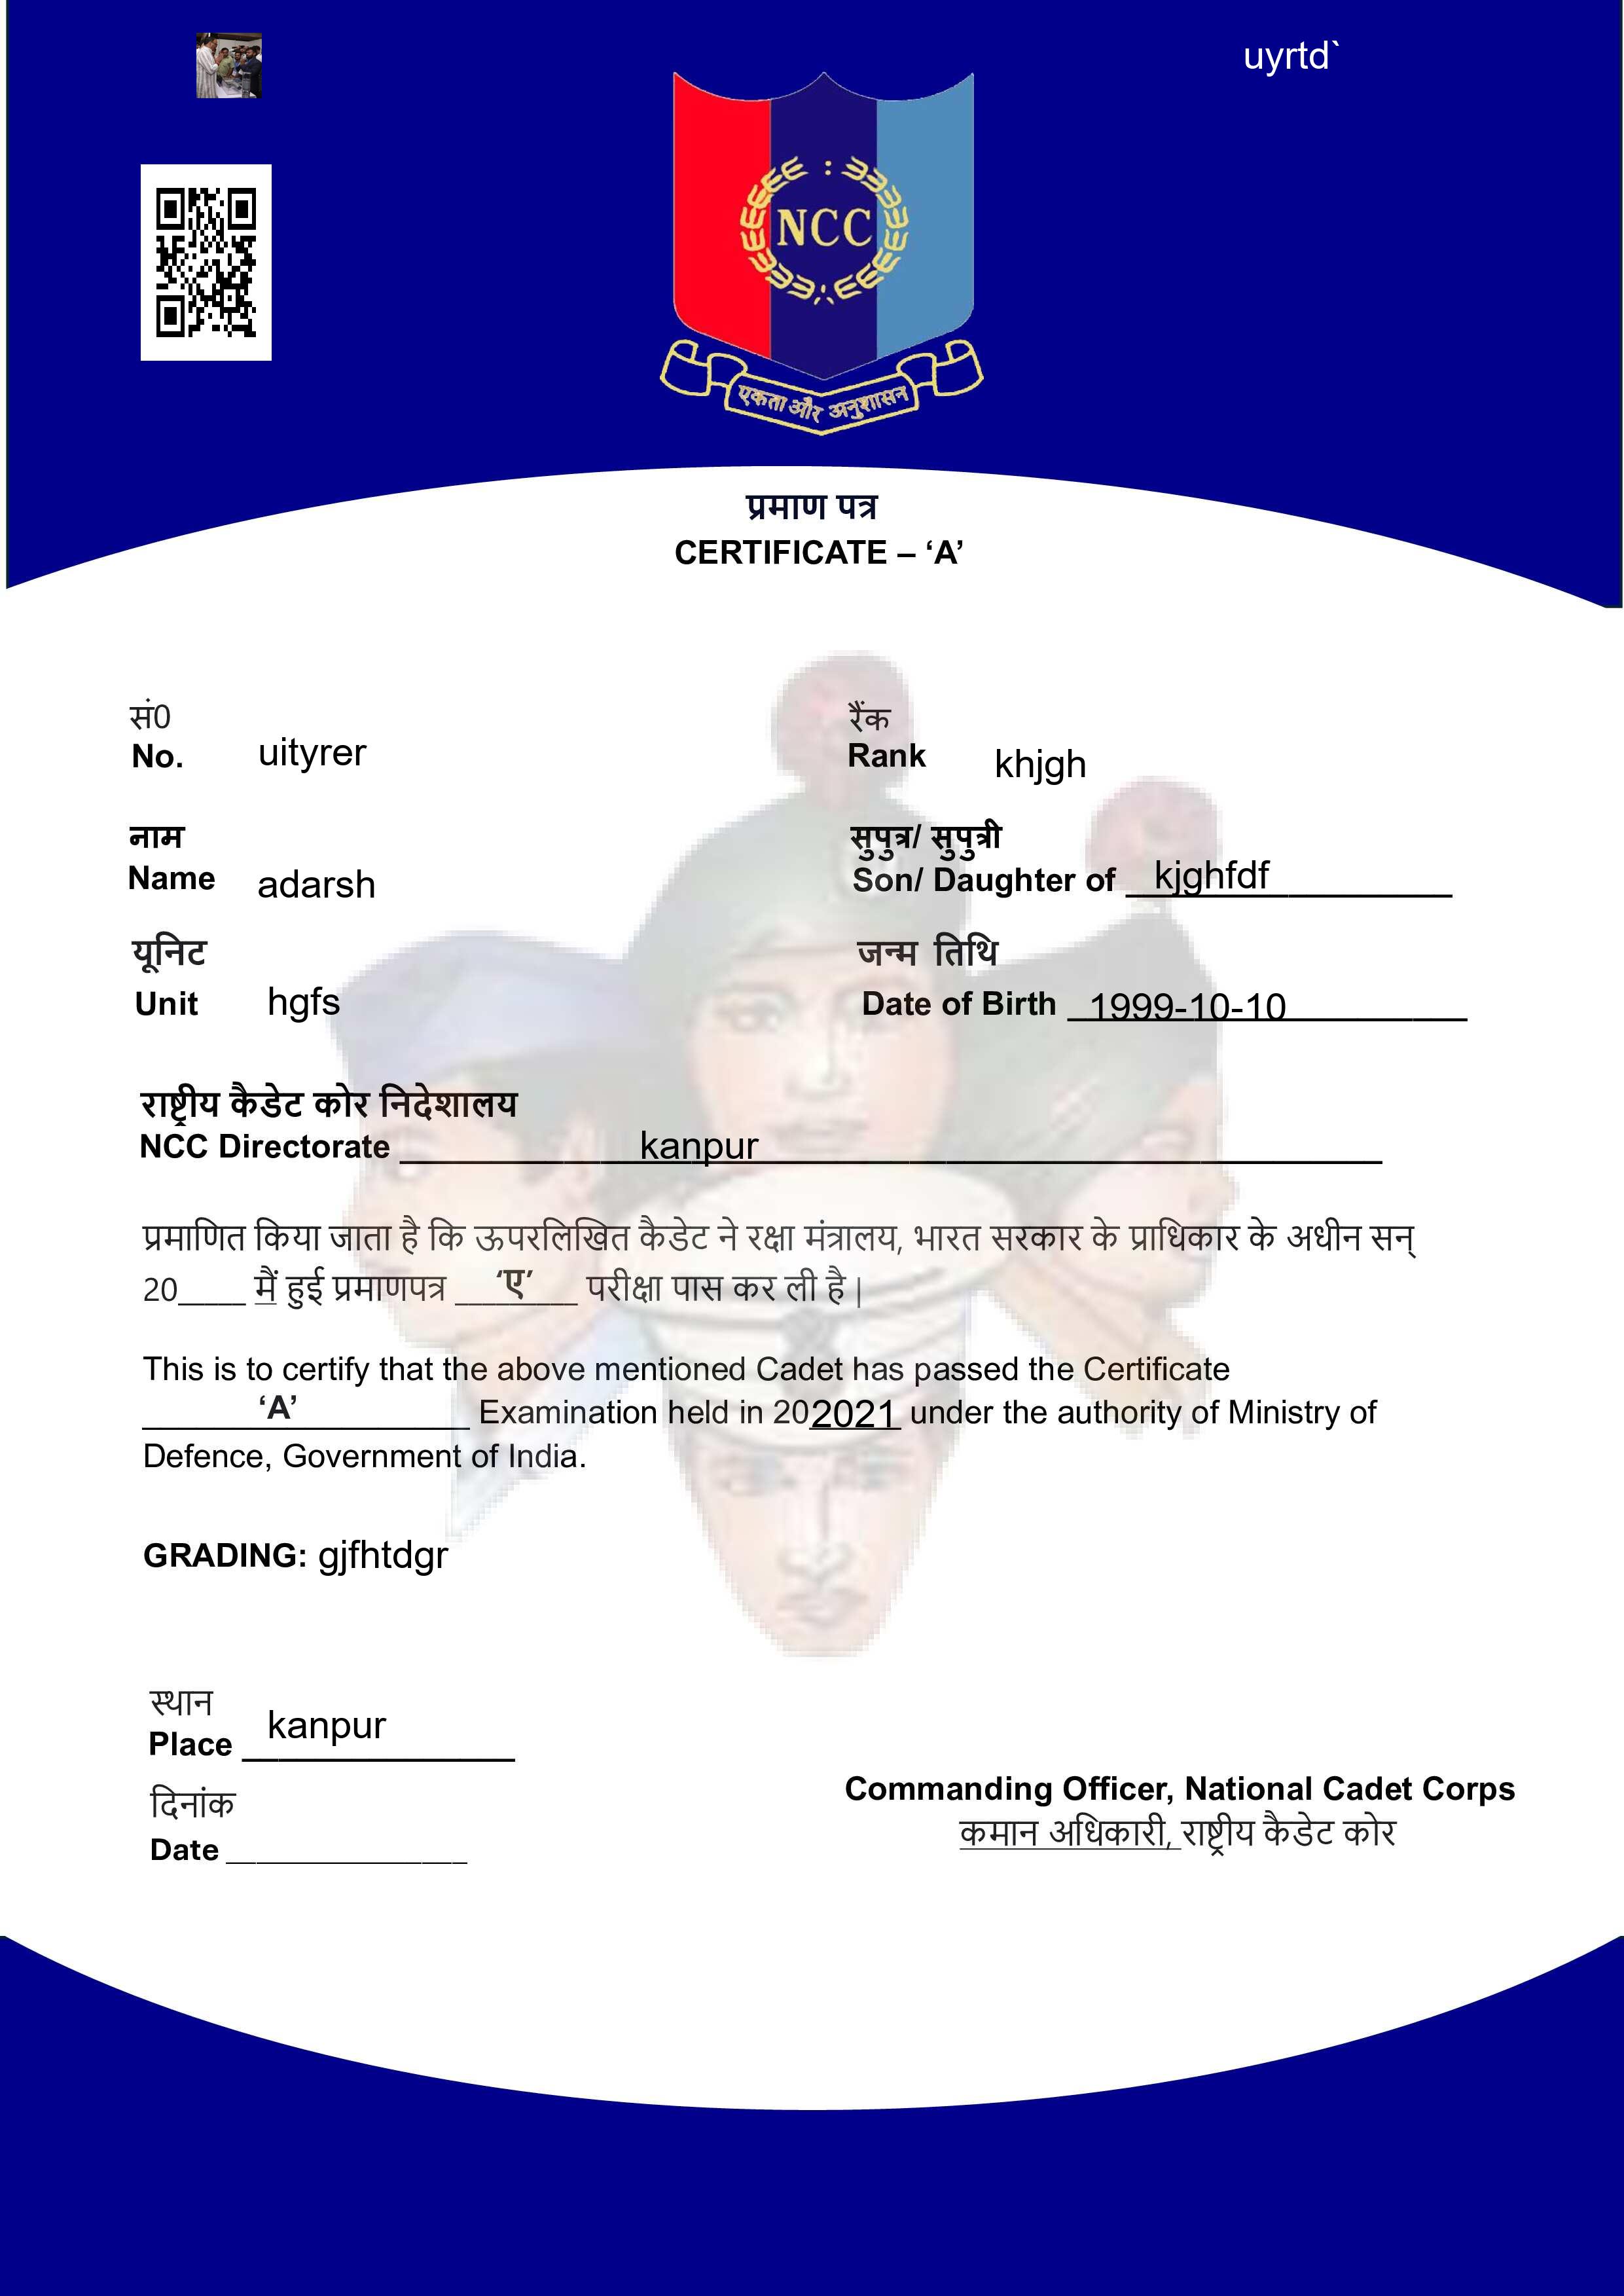 uyrtd`
NCC
एकता और अनुशासन
प्रमाण पत्र
CERTIFICATE – ‘A’
सं0 रैंक
No. uityrer Rank khjgh
नाम सुपुत्र/ सुपुत्री
Name adarsh Son/ Daughter of kjghfdf
यूनिट जन्म तिथि
Unit hgfs Date of Birth 1999-10-10
राष्ट्रीय कैडेट कोर निदेशालय
NCC Directorate kanpur
प्रमाणित किया जाता है कि ऊपरलिखित कैडेट ने रक्षा मंत्रालय, भारत सरकार के प्राधिकार के अधीन सन्
20____ मैं हुई प्रमाणपत्र ‘ए’ परीक्षा पास कर ली है |
This is to certify that the above mentioned Cadet has passed the Certificate
‘A’ Examination held in 202021 under the authority of Ministry of
Defence, Government of India.
GRADING: gjfhtdgr
स्थान
Place kanpur
दिनांक
Date ______________
Commanding Officer, National Cadet Corps
कमान अधिकारी, राष्ट्रीय कैडेट कोर